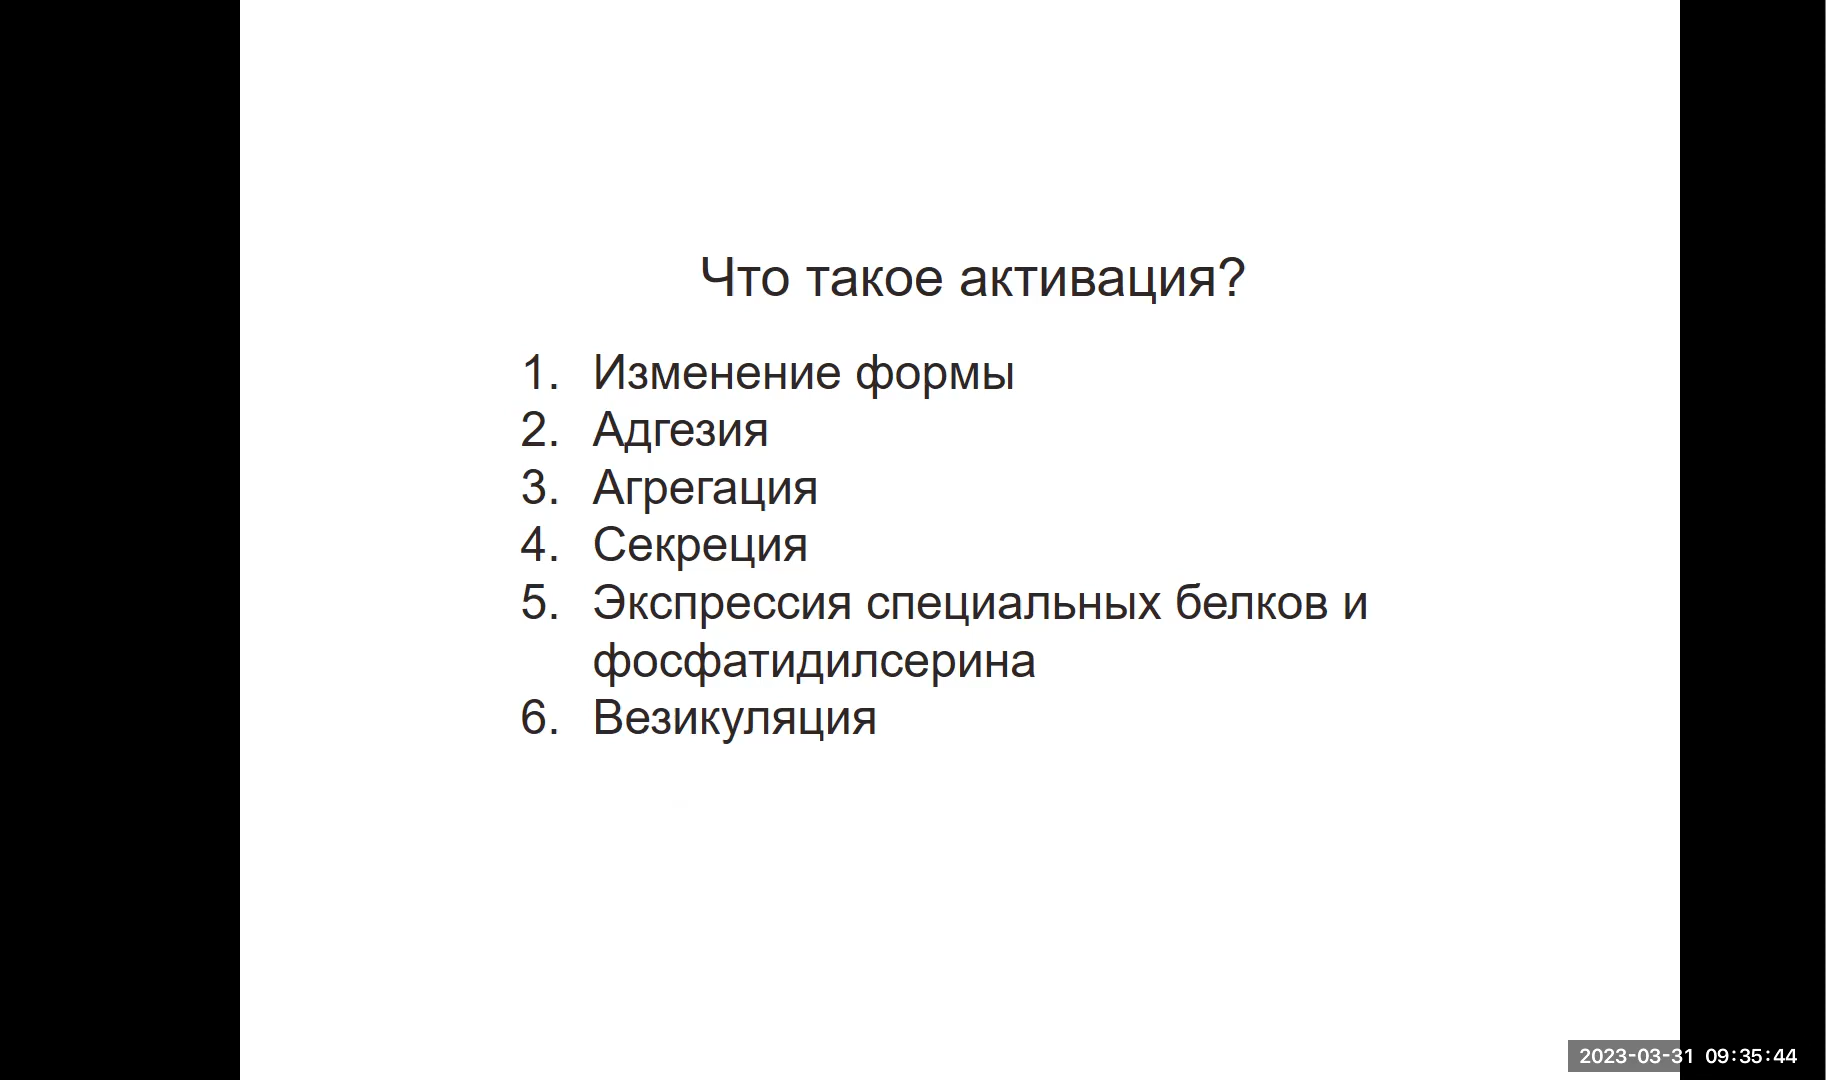 Что такое активация?
1. Изменение формы
2. Адгезия
3. Агрегация
4. Секреция
5. Экспрессия специальных белков и
фосфатидилсерина
6. Везикуляция
2023-03-31 09:35:44